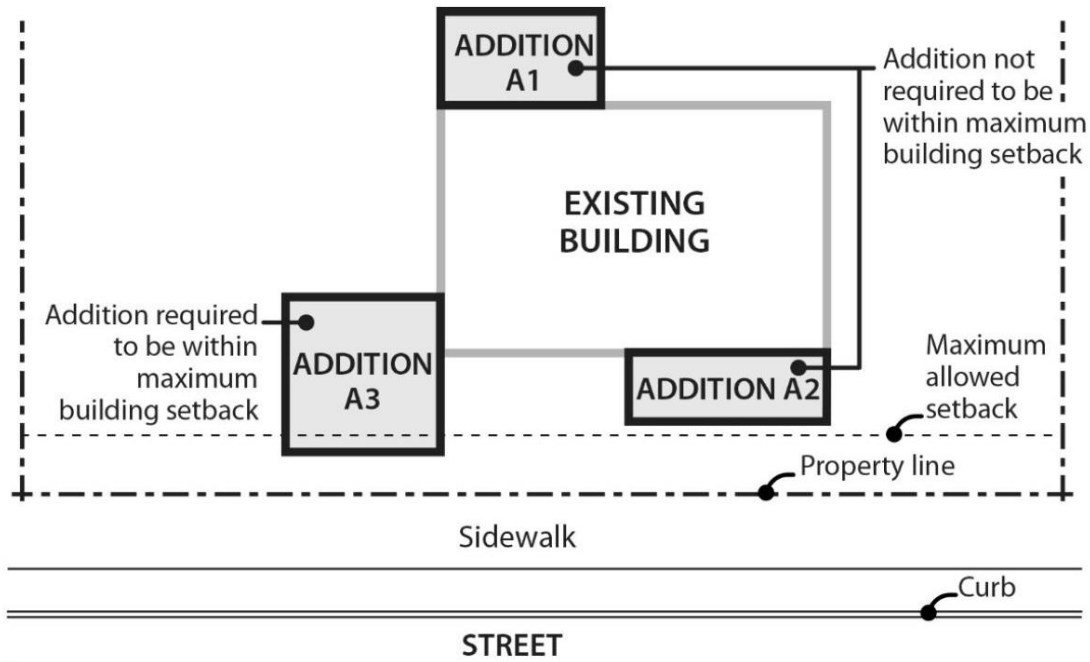 ADDITION
A1
Addition not
required to be
within maximum
building setback
EXISTING
BUILDING
Addition required
to be within
maximum
building setback
ADDITION
A3
ADDITION A2
Maximum
allowed
setback
Property line
Sidewalk
Curb
STREET